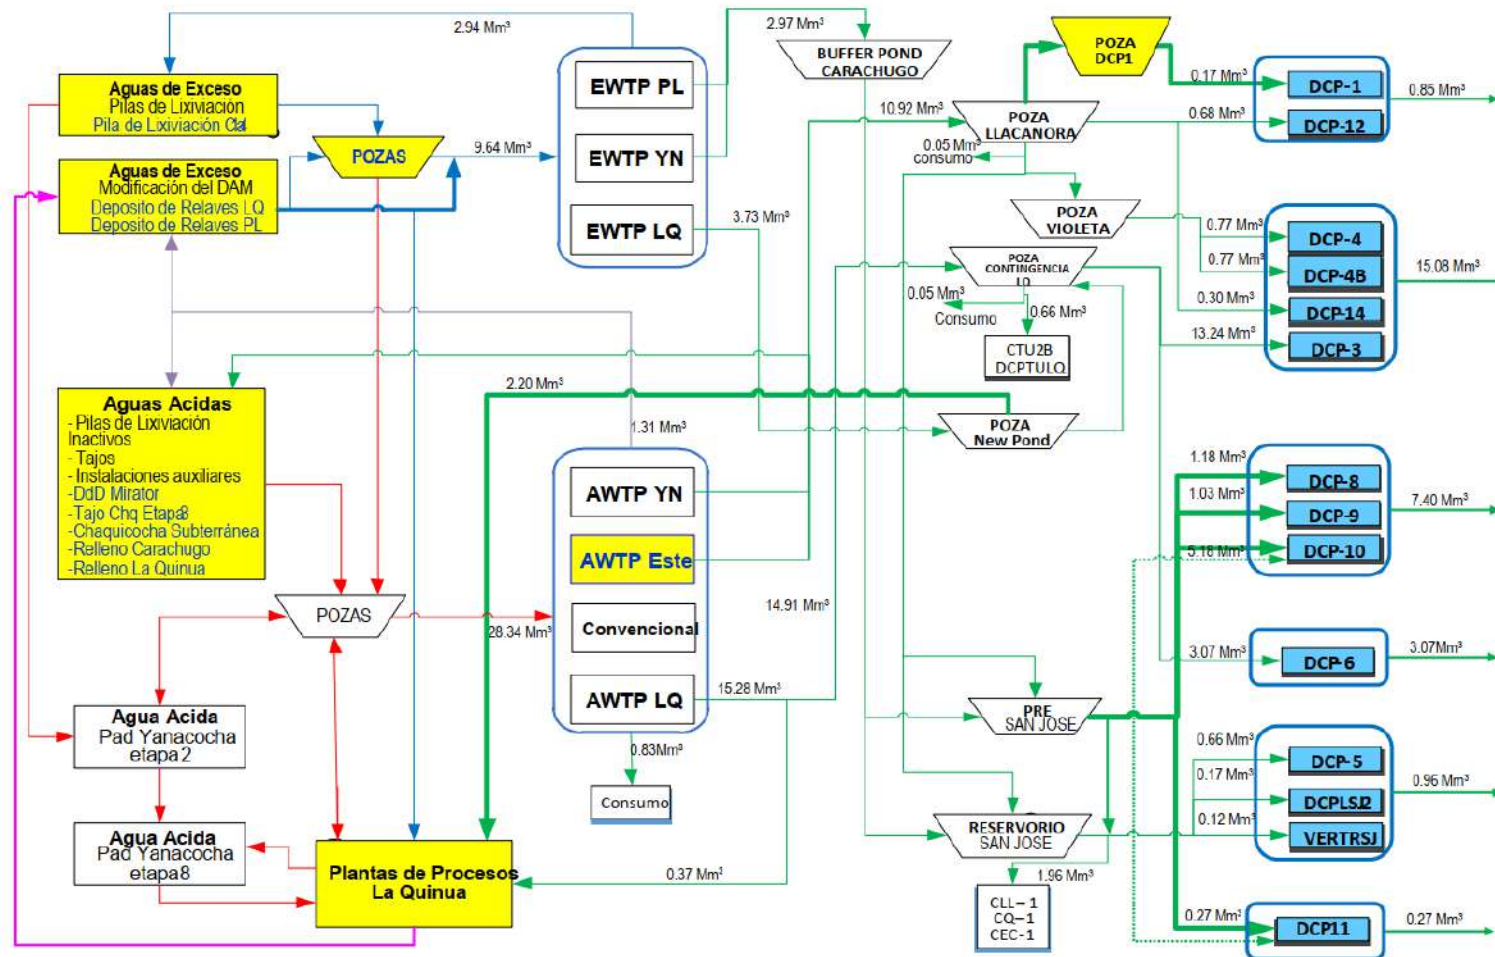 2.94 Mm³
2.97 Mm³
BUFFER POND
CARACHUGO
POZA
DCP1
Aguas de Exceso
Pilas de Lixiviación
POZAS
9.64 Mm³
EWTP PL
EWTP YN
EWTP LQ
10.92 Mm³
POZA
LLACANORA
0.17 Mm³
DCP-1
0.85 Mm³
0.68 Mm³
DCP-12
0.05 Mm³
consumo
Aguas de Exceso
Modificación del DAM
Deposito de Relaves LQ
Deposito de Relaves PL
3.73 Mm³
POZA
VIOLETA
0.77 Mm³
DCP-4
0.77 Mm³
DCP-4B
15.08 Mm³
0.30 Mm³
DCP-14
13.24 Mm³
DCP-3
POZA
CONTINGENCIA
LQ
0.05 Mm³
Consumo
0.66 Mm³
CTU2B
DCPTULQ
2.20 Mm³
POZA
New Pond
Aguas Acidas
- Pilas de Lixiviación
Inactivos
- Tajos
- Instalaciones auxiliares
-DdD Mirator
-Tajo Chq Etapa8
-Chaquicocha Subterránea
-Relleno Carachugo
-Relleno La Quinua
1.31 Mm³
AWTP YN
AWTP Este
Convencional
AWTP LQ
POZAS
28.34 Mm³
14.91 Mm³
15.28 Mm³
1.18 Mm³
DCP-8
1.03 Mm³
DCP-9
7.40 Mm³
5.18 Mm³
DCP-10
3.07 Mm³
DCP-6
3.07Mm³
PRE
SAN JOSE
Agua Acida
Pad Yanacocha
etapa2
0.83Mm³
Consumo
0.66 Mm³
DCP-5
0.17 Mm³
DCPLSJ2
0.96 Mm³
0.12 Mm³
VERTRSJ
RESERVORIO
SAN JOSE
Agua Acida
Pad Yanacocha
etapa8
Plantas de Procesos
La Quinua
0.37 Mm³
1.96 Mm³
CLL-1
CQ-1
CEC-1
0.27 Mm³
DCP11
0.27 Mm³